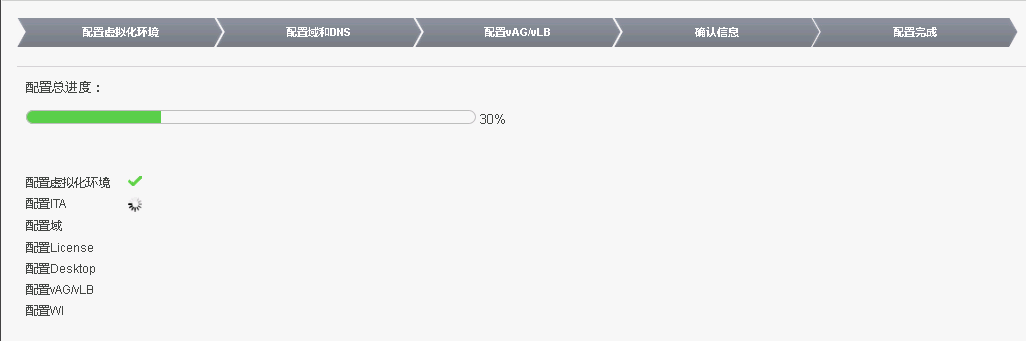 配置虚拟化环境 配置域和DNS 配置vAG/vLB 确认信息 配置完成
配置总进度：
30%
配置虚拟化环境
配置ITA
配置域
配置License
配置Desktop
配置vAG/vLB
配置WI